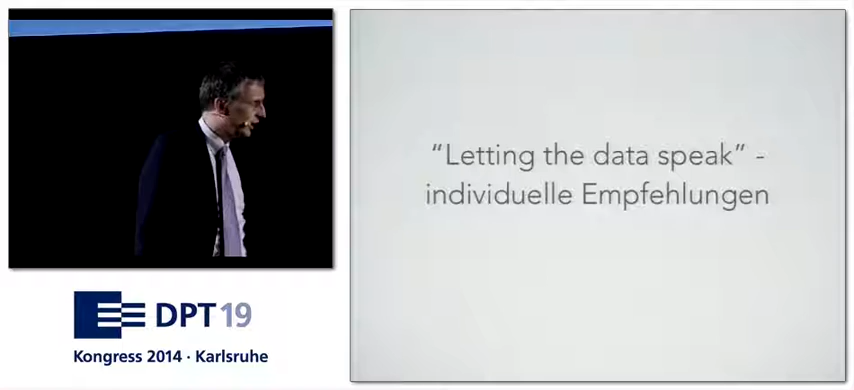 “Letting the data speak” -
individuelle Empfehlungen
DPT 19
Kongress 2014 · Karlsruhe